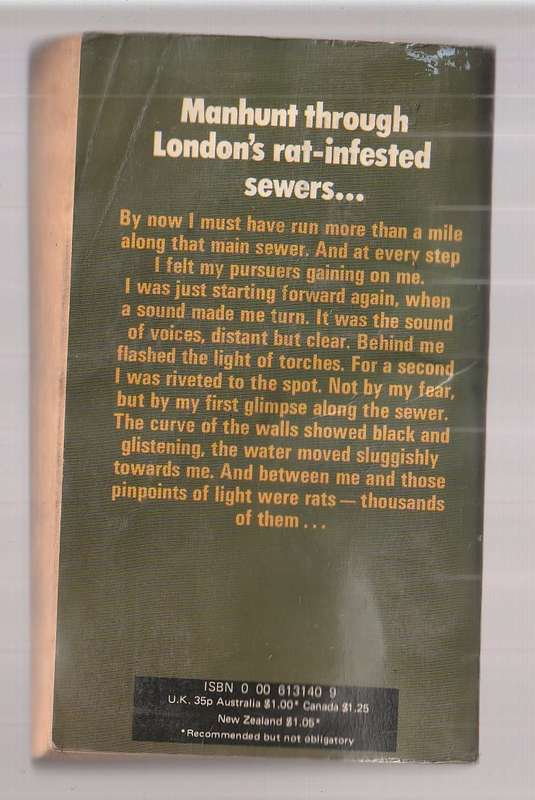 Manhunt through
London's rat-infested
sewers...
By now I must have run more than a mile
along that main sewer. And at every step
I felt my pursuers gaining on me.
I was just starting forward again, when
a sound made me turn. It was the sound
of voices, distant but clear. Behind me
flashed the light of torches. For a second
I was riveted to the spot. Not by my fear,
but by my first glimpse along the sewer.
The curve of the walls showed black and
glistening, the water moved sluggishly
towards me. And between me and those
pinpoints of light were rats — thousands
of them...
ISBN 0 00 613140 9
U.K. 35p Australia $1.00* Canada $1.25
New Zealand $1.05*
*Recommended but not obligatory